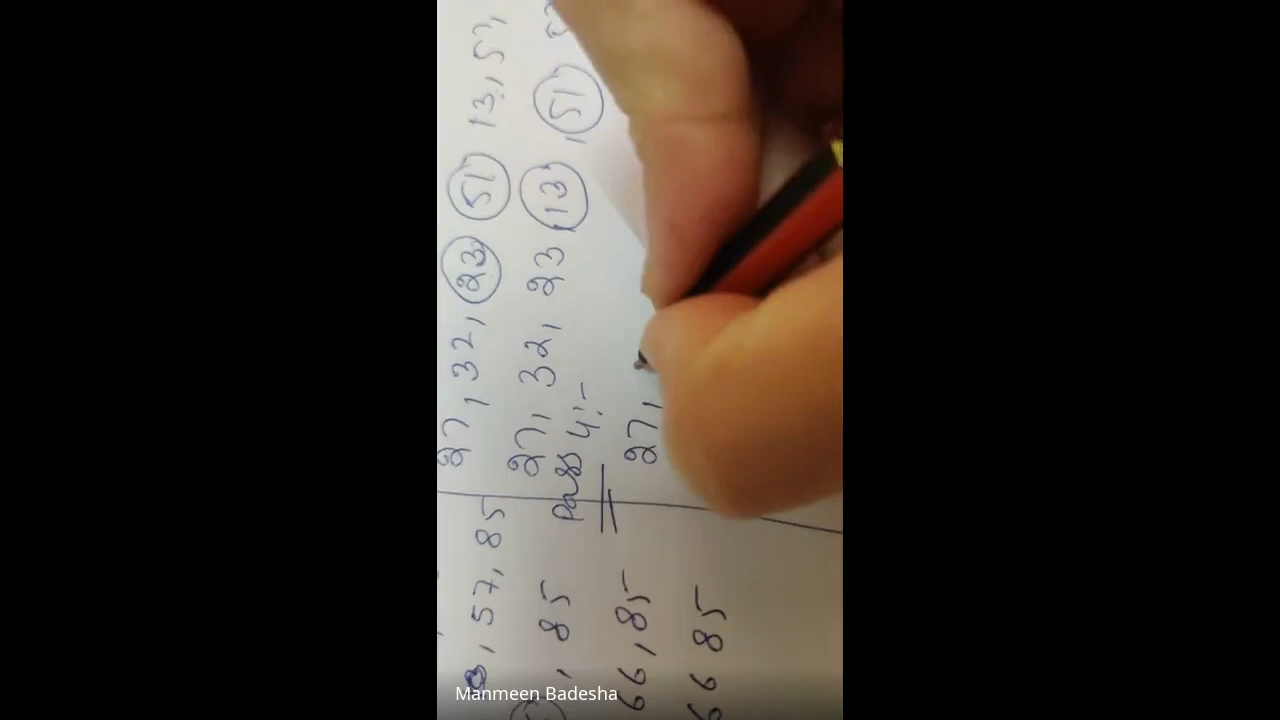 , 57, 85
, 85
66, 85
66 85
27, 32, 23, 51, 13, 57,
27, 32, 23, 13, 51,
Pass 4:-
27,
Manmeen Badesha